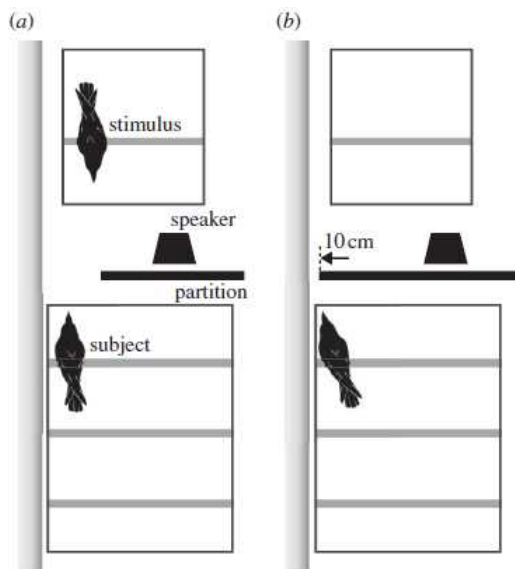 (a)
(b)
stimulus
speaker
10 cm
partition
subject